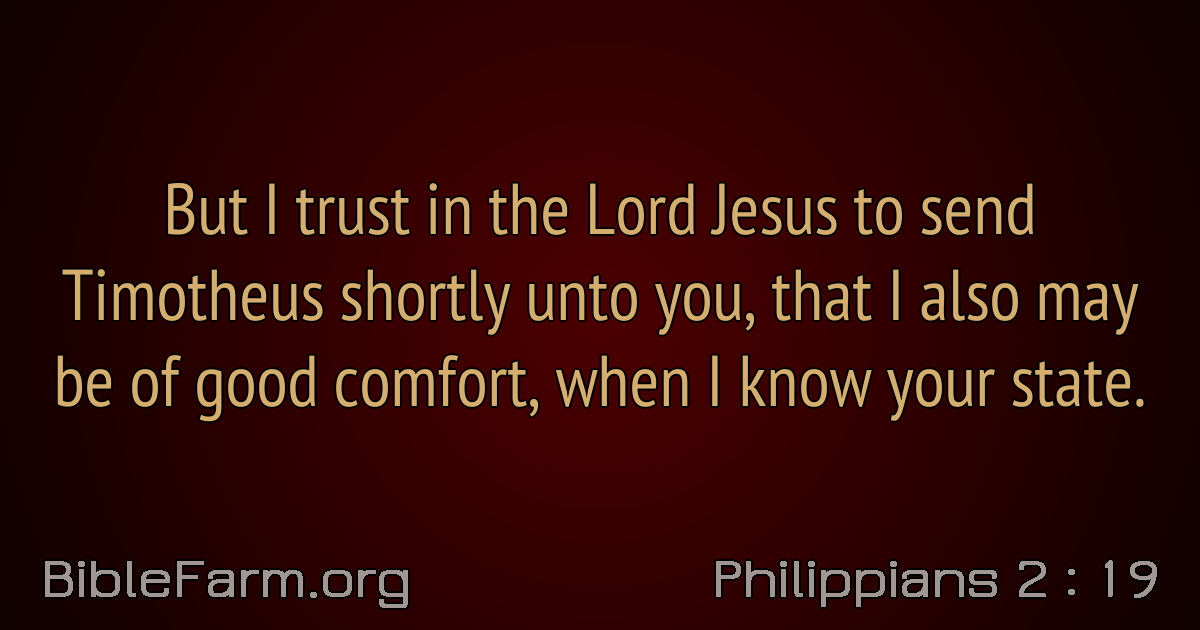 But I trust in the Lord Jesus to send
Timotheus shortly unto you, that I also may
be of good comfort, when I know your state.
BibleFarm.org
Philippians 2 : 19